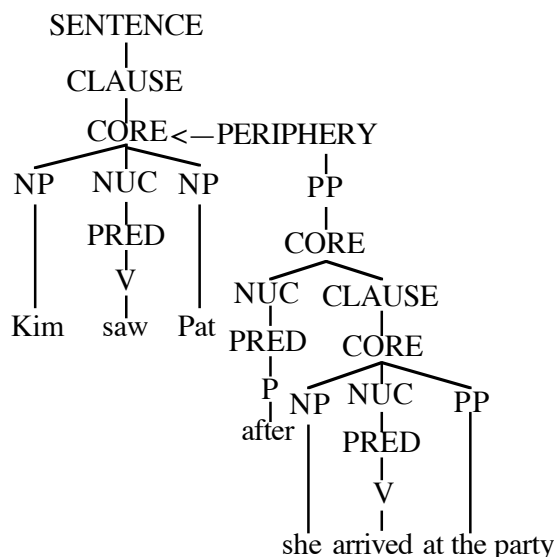 SENTENCE
CLAUSE
CORE<—PERIPHERY
NP NUC NP PP
PRED CORE
V NUC CLAUSE
Kim saw Pat PRED CORE
P NP NUC PP
after PRED
V
she arrived at the party